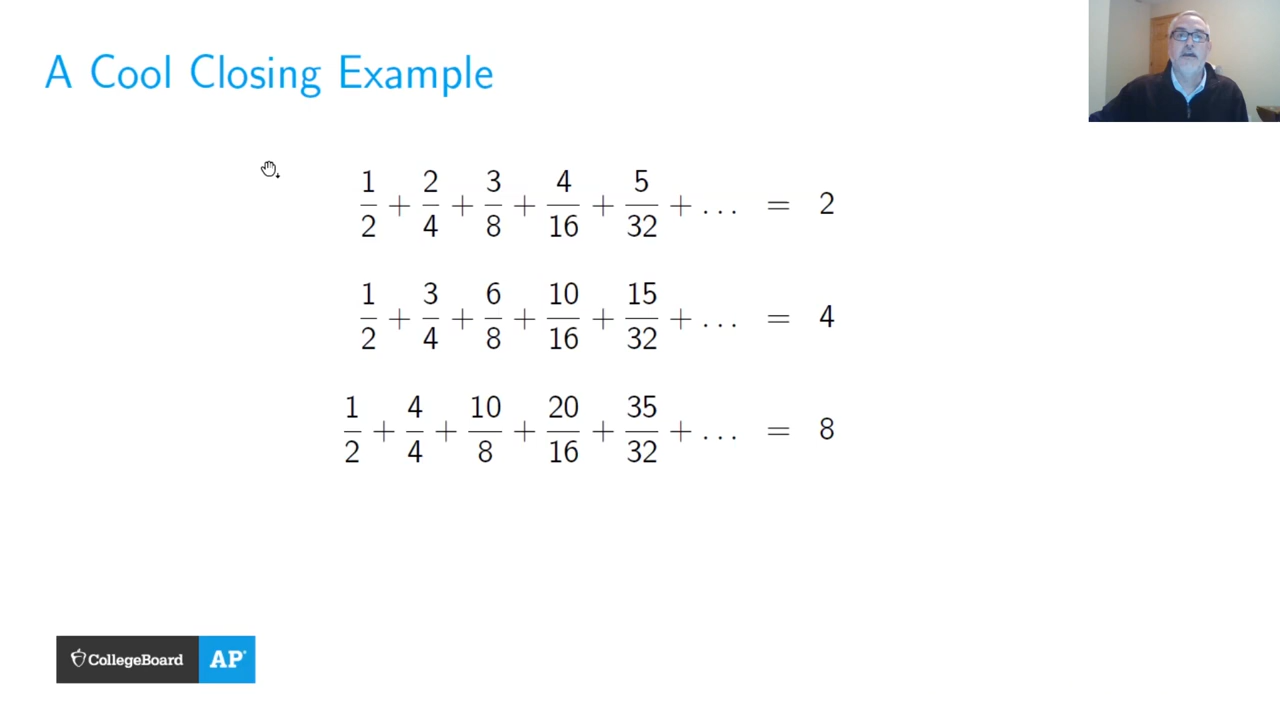 A Cool Closing Example
1/2 + 2/4 + 3/8 + 4/16 + 5/32 + ... = 2
1/2 + 3/4 + 6/8 + 10/16 + 15/32 + ... = 4
1/2 + 4/4 + 10/8 + 20/16 + 35/32 + ... = 8
CollegeBoard AP